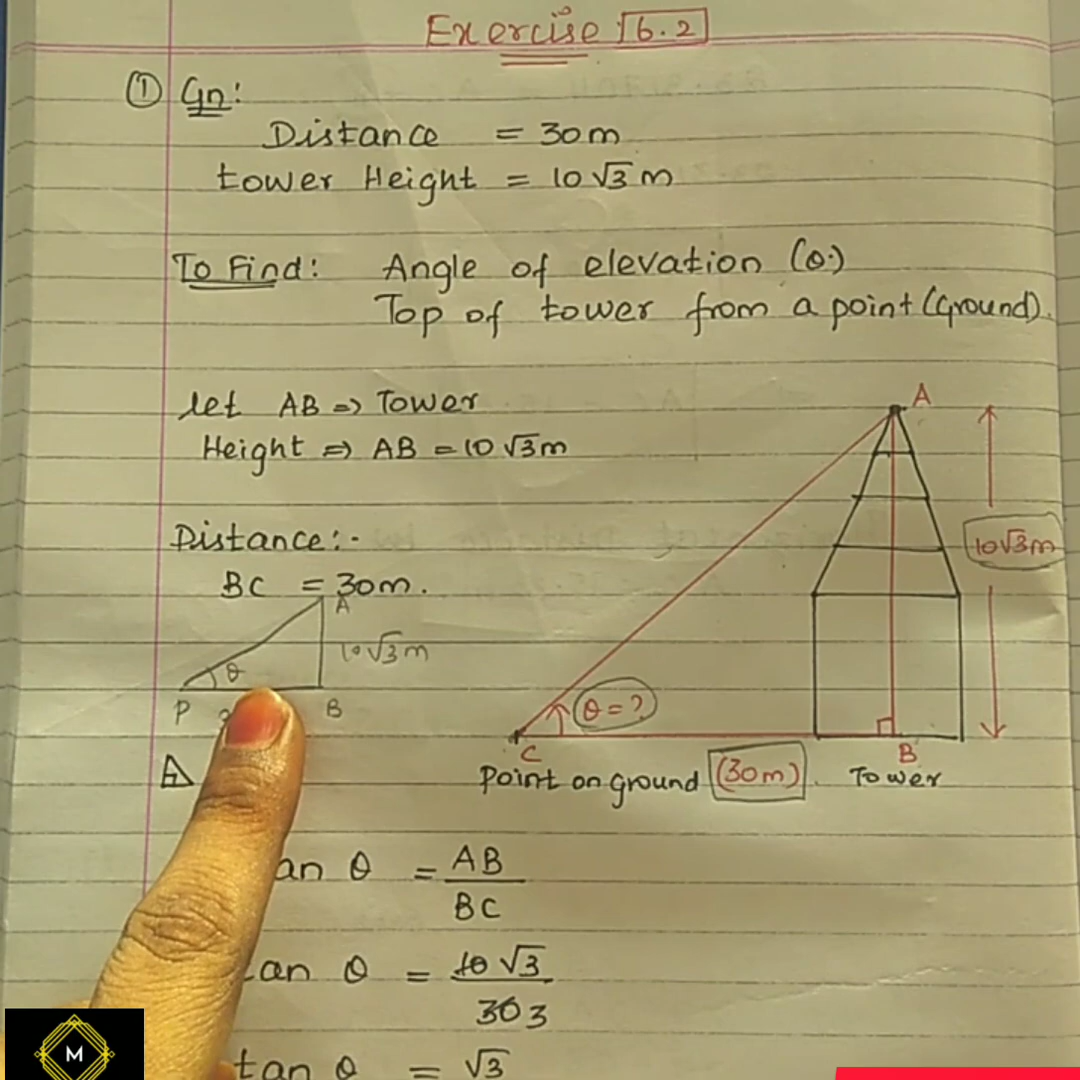 Exercise 6.2
① Gn:
Distance = 30m
tower Height = 10√3 m
To Find: Angle of elevation (θ.)
Top of tower from a point (Ground).
let AB => Tower
Height => AB = 10√3m
Distance:-
BC = 30m.
A
10√3m
θ
P
B
A
10√3m
θ = ?
C
B
Point on ground (30m). Tower
an θ = AB
BC
tan θ = 10√3
30 3
tan θ = √3
M